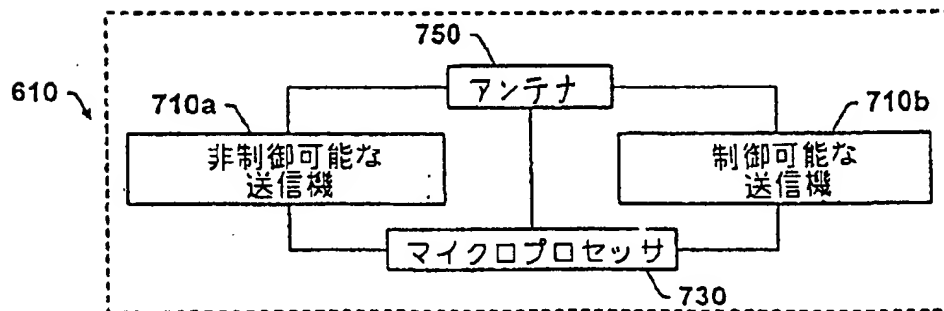 750
アンテナ
610
710a
710b
非制御可能な
送信機
制御可能な
送信機
マイクロプロセッサ
730